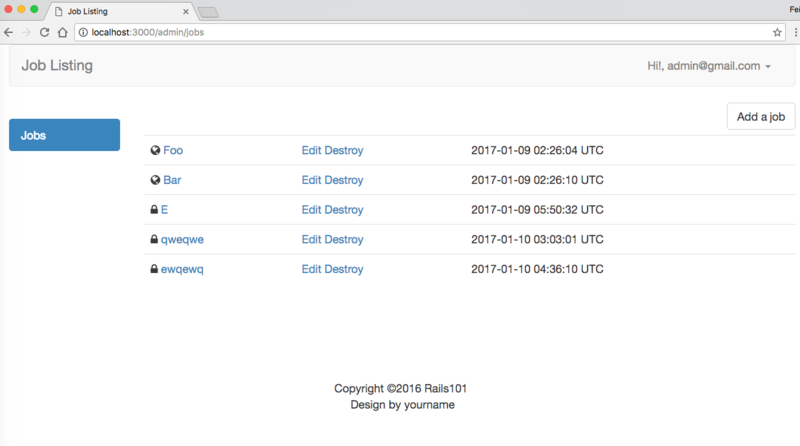 Job Listing
Fei
localhost:3000/admin/jobs
Job Listing
Hi!, admin@gmail.com
Add a job
Jobs
Foo Edit Destroy 2017-01-09 02:26:04 UTC
Bar Edit Destroy 2017-01-09 02:26:10 UTC
E Edit Destroy 2017-01-09 05:50:32 UTC
qweqwe Edit Destroy 2017-01-10 03:03:01 UTC
ewqewq Edit Destroy 2017-01-10 04:36:10 UTC
Copyright ©2016 Rails101
Design by yourname